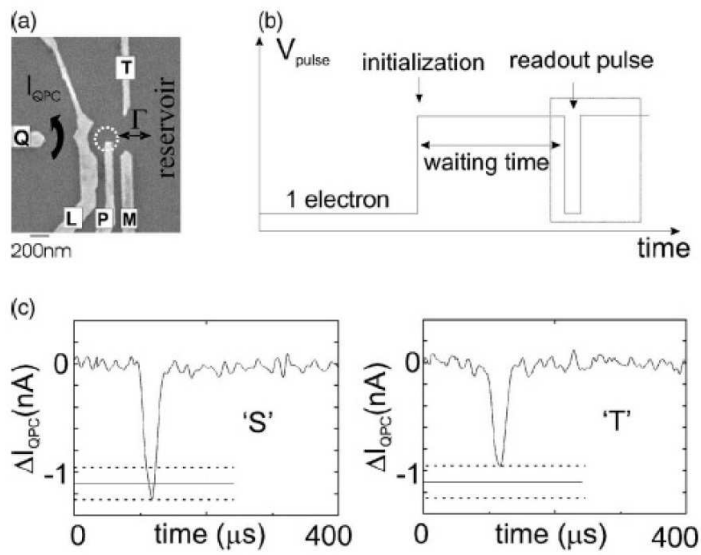 (a)
T
I_QPC
Γ
reservoir
Q
L P M
200nm
(b)
V_pulse
initialization
readout pulse
waiting time
1 electron
time
(c)
0
-1
ΔI_QPC(nA)
'S'
0 time (μs) 400
0
-1
ΔI_QPC(nA)
'T'
0 time (μs) 400